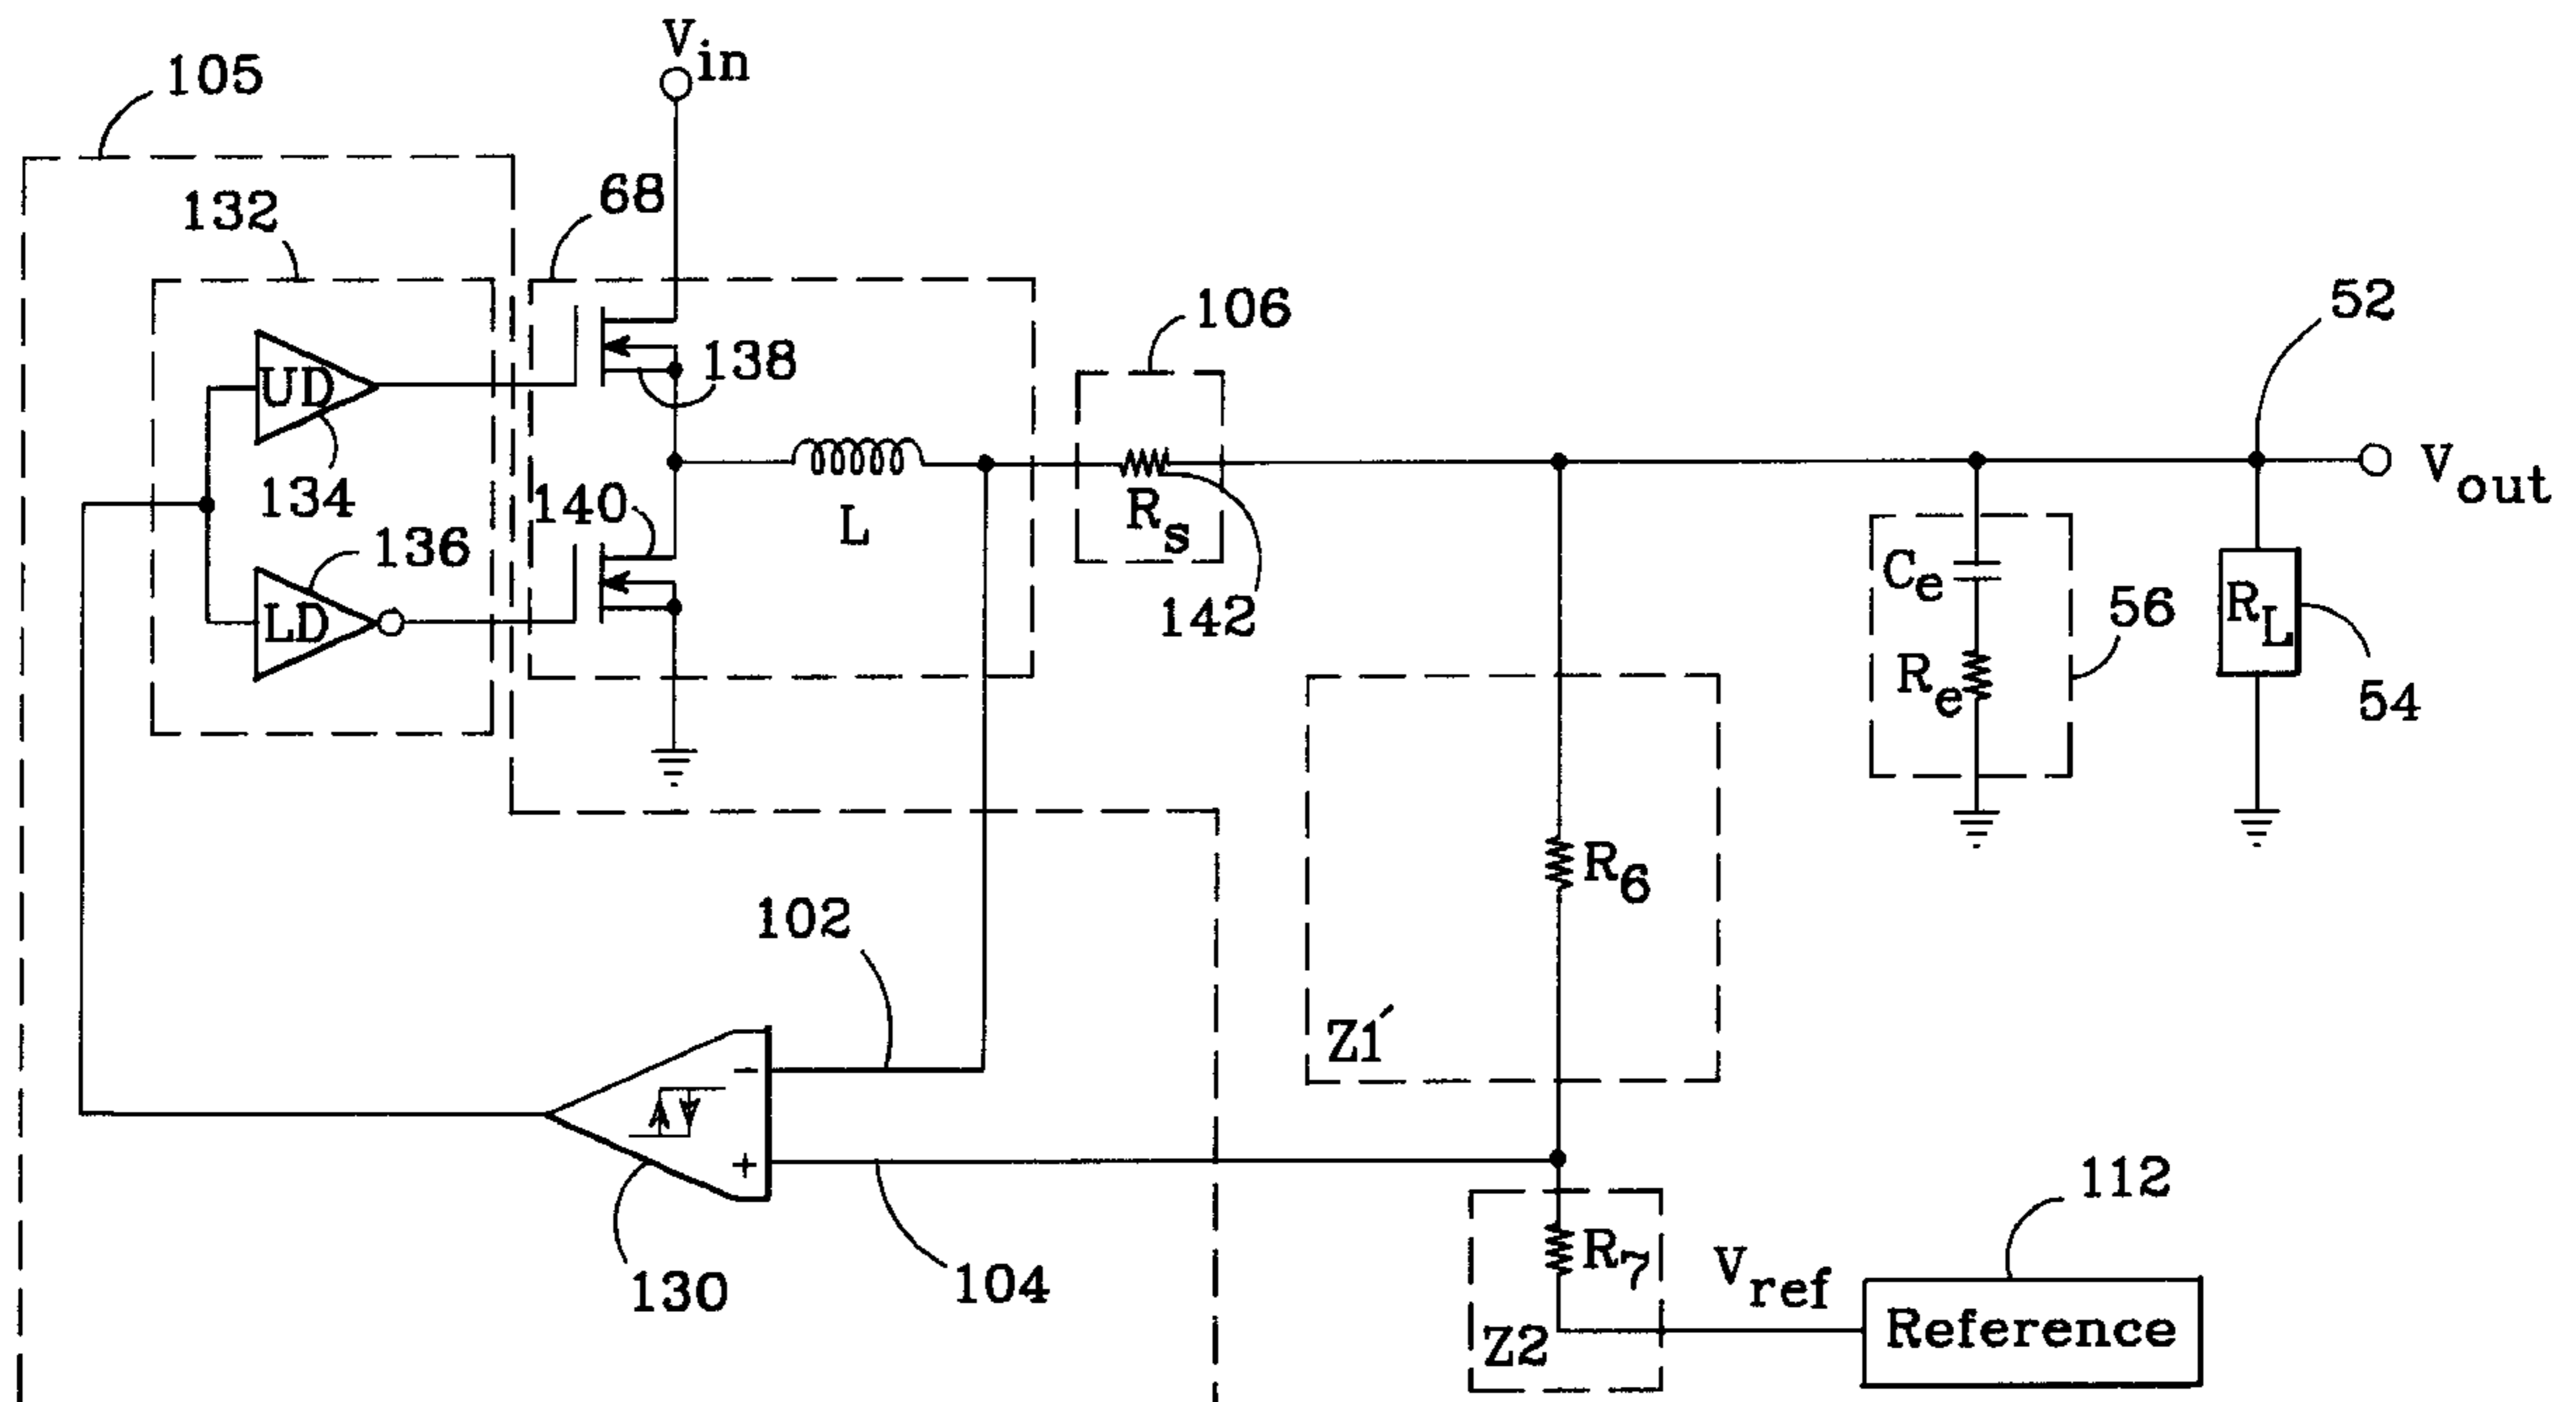 Vin
105
68
132
106
52
138
UD
Vout
134
140
L
Rs
136
Ce
RL
142
56
LD
Re
54
R6
102
Z1′
-
+
112
104
R7
Vref
130
Z2
Reference